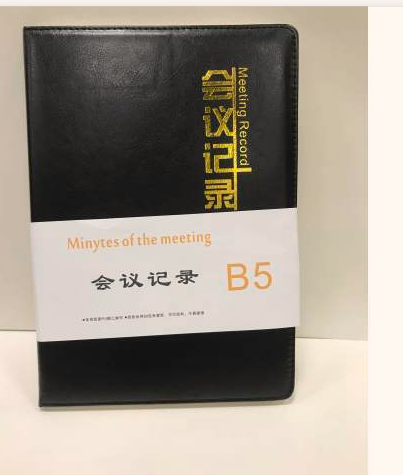 会议记录
Meeting Record
Minytes of the meeting
会议记录
B5